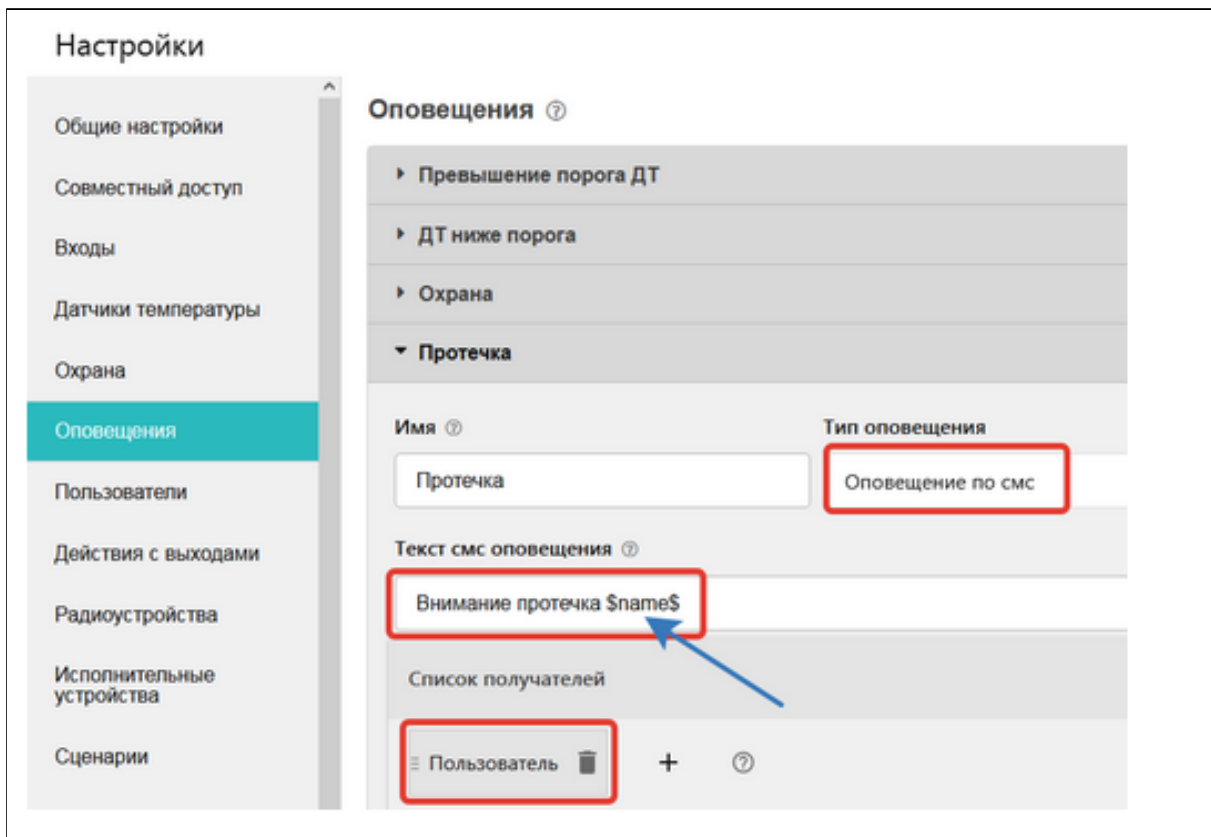 Настройки
Общие настройки
Совместный доступ
Входы
Датчики температуры
Охрана
Оповещения
Пользователи
Действия с выходами
Радиоустройства
Исполнительные
устройства
Сценарии
Оповещения
Превышение порога ДТ
ДТ ниже порога
Охрана
Протечка
Имя
Тип оповещения
Протечка
Оповещение по смс
Текст смс оповещения
Внимание протечка $name$
Список получателей
Пользователь